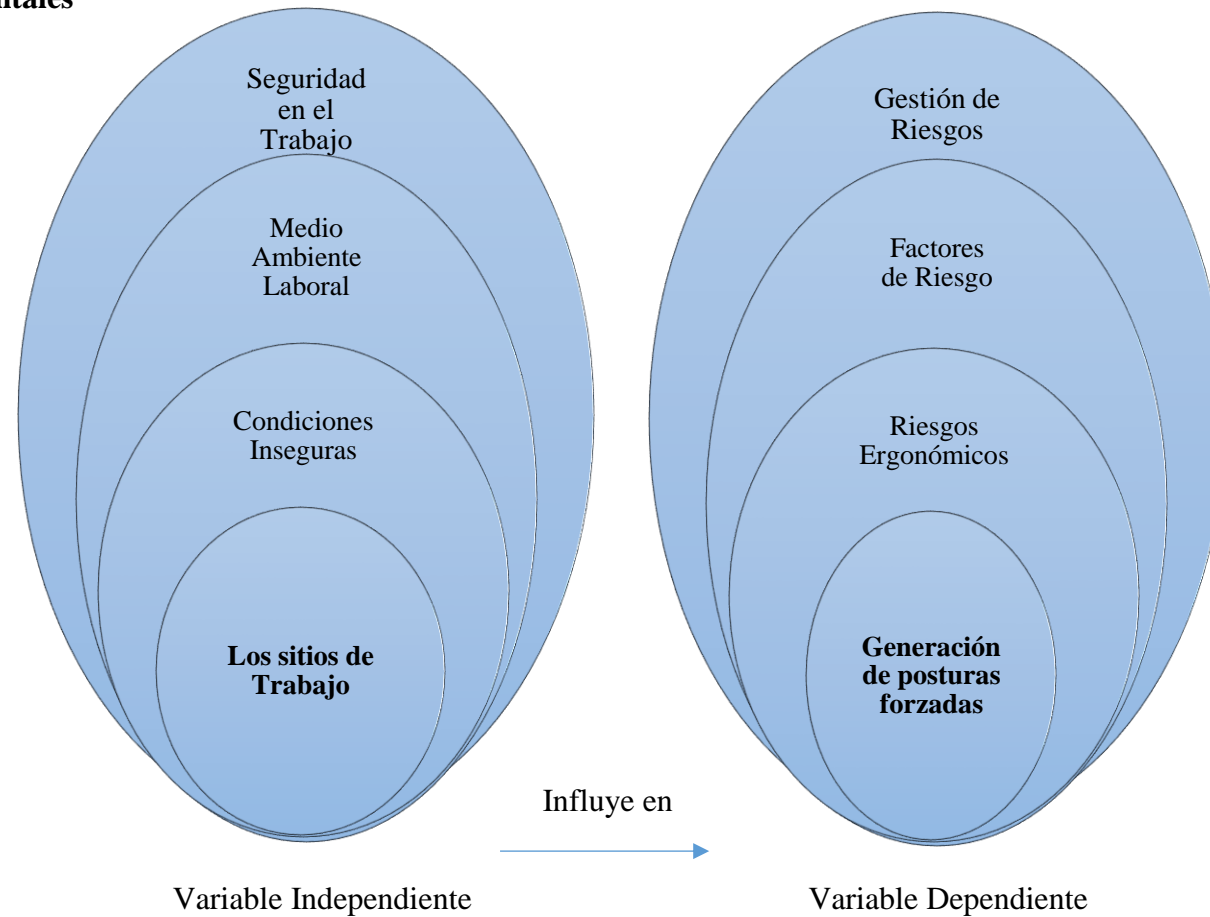 Seguridad
en el
Trabajo
Medio
Ambiente
Laboral
Condiciones
Inseguras
Los sitios de
Trabajo
Gestión de
Riesgos
Factores
de Riesgo
Riesgos
Ergonómicos
Generación
de posturas
forzadas
Influye en
Variable Independiente
Variable Dependiente